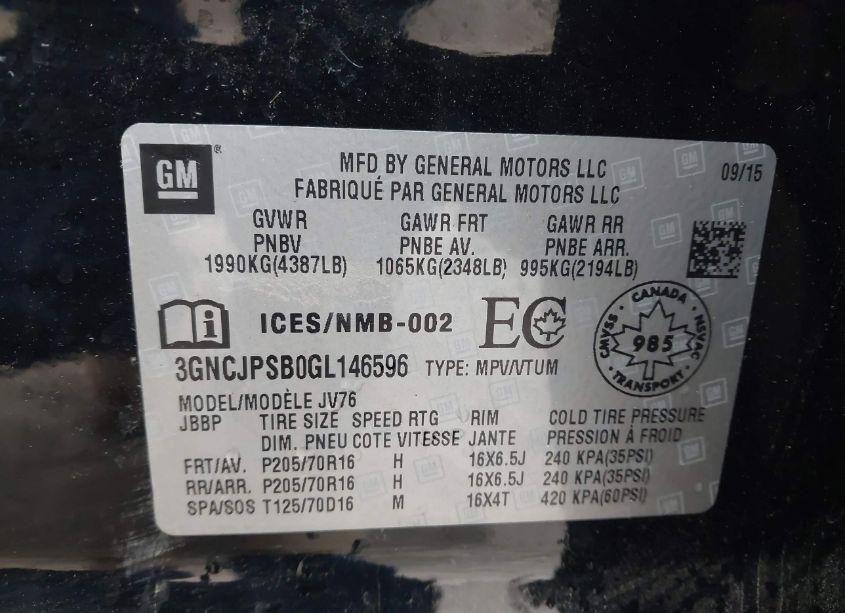 GM ®
MFD BY GENERAL MOTORS LLC 09/15
FABRIQUÉ PAR GENERAL MOTORS LLC
GVWR GAWR FRT GAWR RR
PNBV PNBE AV. PNBE ARR.
1990KG(4387LB) 1065KG(2348LB) 995KG(2194LB)
ICES/NMB-002 EC
CANADA
CMVSS 985 NSVAC
TRANSPORT
3GNCJPSB0GL146596 TYPE: MPV/VTUM
MODEL/MODÈLE JV76
JBBP TIRE SIZE SPEED RTG RIM COLD TIRE PRESSURE
DIM. PNEU COTE VITESSE JANTE PRESSION À FROID
FRT/AV. P205/70R16 H 16X6.5J 240 KPA(35PSI)
RR/ARR. P205/70R16 H 16X6.5J 240 KPA(35PSI)
SPA/SOS T125/70D16 M 16X4T 420 KPA(60PSI)